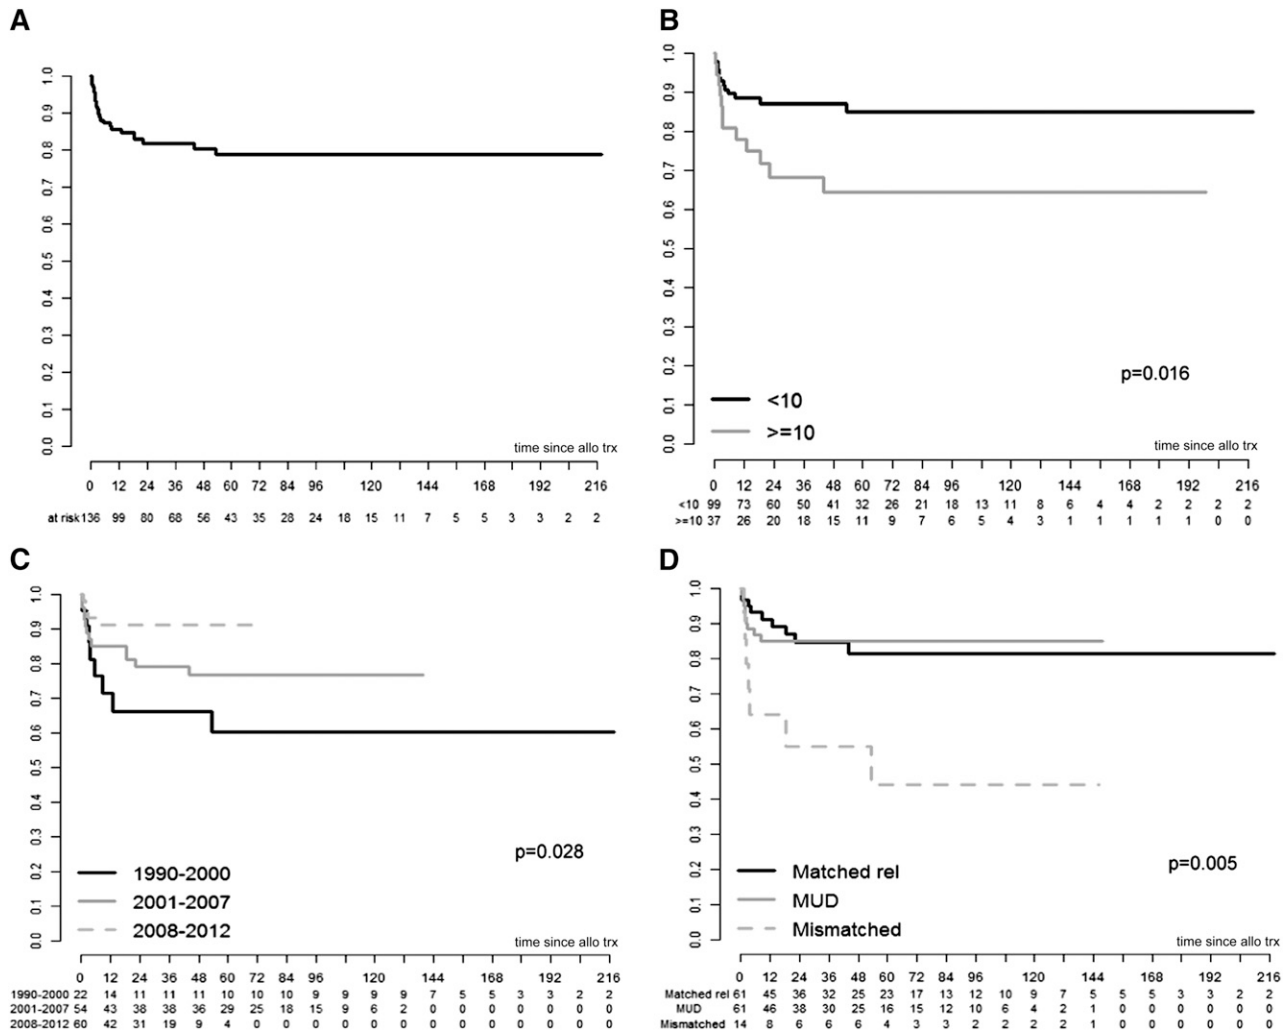 A
1.0
0.9
0.8
0.7
0.6
0.5
0.4
0.3
0.2
0.1
0.0
time since allo trx
0 12 24 36 48 60 72 84 96 120 144 168 192 216
at risk 136 99 80 68 56 43 35 28 24 18 15 11 7 5 5 3 3 2 2
B
1.0
0.9
0.8
0.7
0.6
0.5
0.4
0.3
0.2
0.1
0.0
p=0.016
<10
>=10
time since allo trx
0 12 24 36 48 60 72 84 96 120 144 168 192 216
<10 99 73 60 50 41 32 26 21 18 13 11 8 6 4 4 2 2 2 2
>=10 37 26 20 18 15 11 9 7 6 5 4 3 1 1 1 1 1 0 0
C
1.0
0.9
0.8
0.7
0.6
0.5
0.4
0.3
0.2
0.1
0.0
p=0.028
1990-2000
2001-2007
2008-2012
time since allo trx
0 12 24 36 48 60 72 84 96 120 144 168 192 216
1990-2000 22 14 11 11 11 10 10 10 9 9 9 9 7 5 5 3 3 2 2
2001-2007 54 43 38 38 36 29 25 18 15 9 6 2 0 0 0 0 0 0 0
2008-2012 60 42 31 19 9 4 0 0 0 0 0 0 0 0 0 0 0 0 0
D
1.0
0.9
0.8
0.7
0.6
0.5
0.4
0.3
0.2
0.1
0.0
p=0.005
Matched rel
MUD
Mismatched
time since allo trx
0 12 24 36 48 60 72 84 96 120 144 168 192 216
Matched rel 61 45 36 32 25 23 17 13 12 10 9 7 5 5 5 3 3 2 2
MUD 61 46 38 30 25 16 15 12 10 6 4 2 1 0 0 0 0 0 0
Mismatched 14 8 6 6 6 4 3 3 2 2 2 2 1 0 0 0 0 0 0